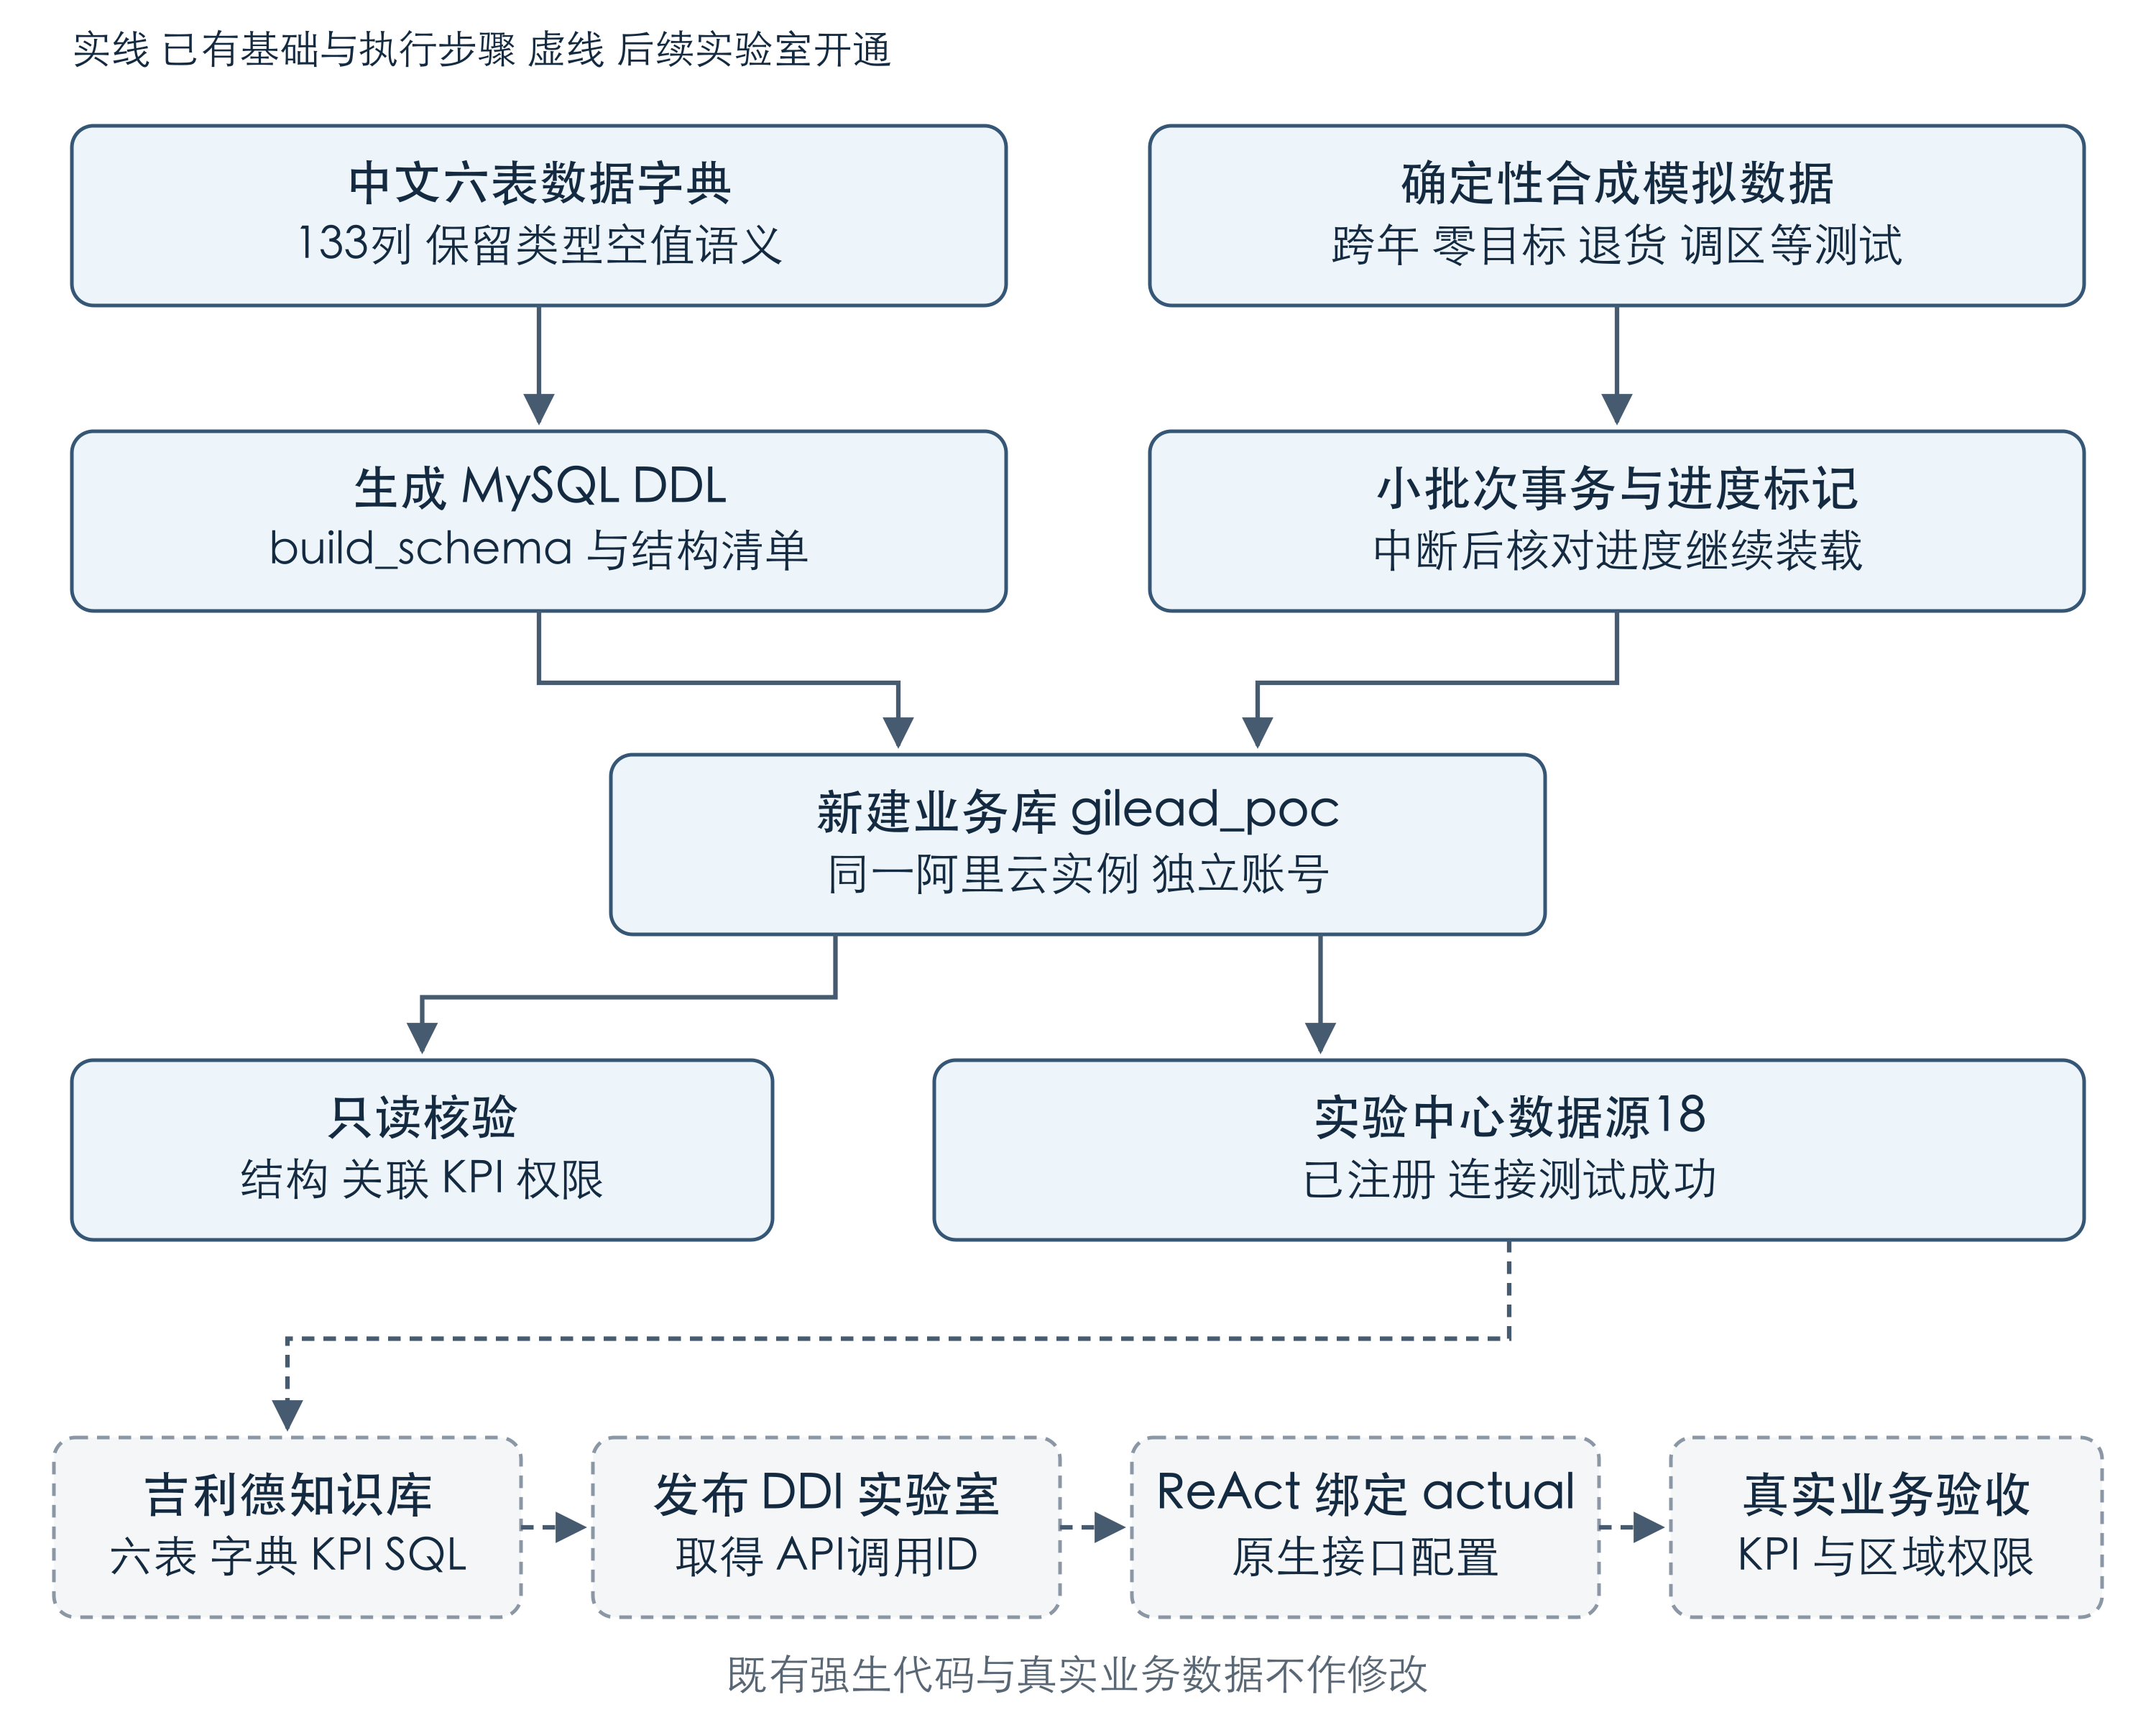 实线 已有基础与执行步骤 虚线 后续实验室开通
中文六表数据字典
133列 保留类型空值语义
确定性合成模拟数据
跨年 零目标 退货 调区等测试
生成 MySQL DDL
build_schema 与结构清单
小批次事务与进度标记
中断后核对进度继续装载
新建业务库 gilead_poc
同一阿里云实例 独立账号
只读核验
结构 关联 KPI 权限
实验中心数据源18
已注册 连接测试成功
吉利德知识库
六表 字典 KPI SQL
发布 DDI 实验室
取得 API调用ID
ReAct 绑定 actual
原生接口配置
真实业务验收
KPI 与区域权限
既有强生代码与真实业务数据不作修改